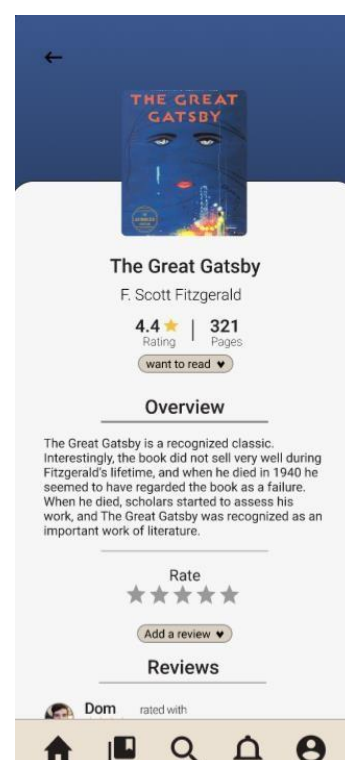 THE GREAT
GATSBY
The Great Gatsby
F. Scott Fitzgerald
4.4 321
Rating Pages
want to read
Overview
The Great Gatsby is a recognized classic.
Interestingly, the book did not sell very well during
Fitzgerald's lifetime, and when he died in 1940 he
seemed to have regarded the book as a failure.
When he died, scholars started to assess his
work, and The Great Gatsby was recognized as an
important work of literature.
Rate
Add a review
Reviews
Dom rated with